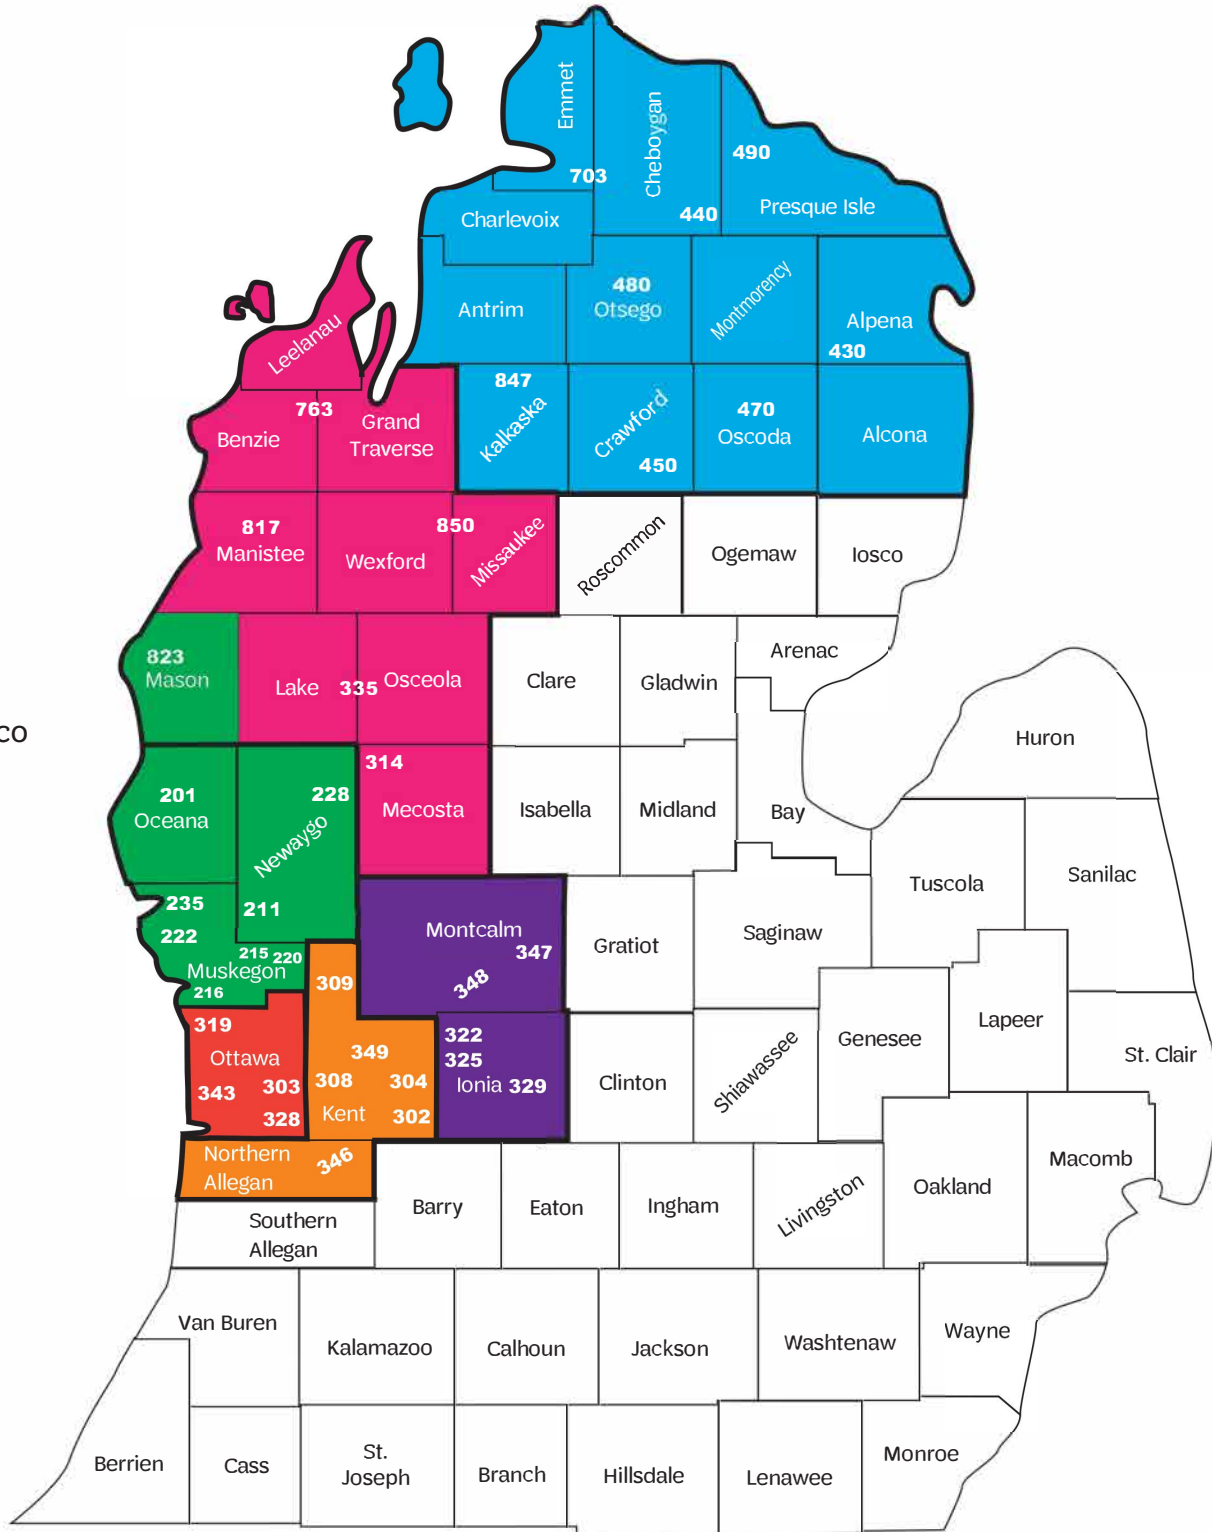 Emmet
703
Cheboygan
440
490
Presque Isle
Charlevoix
Antrim
480
Otsego
Montmorency
Alpena
430
Leelanau
763
Benzie
Grand
Traverse
847
Kalkaska
Crawford
450
470
Oscoda
Alcona
817
Manistee
Wexford
850
Missaukee
Roscommon
Ogemaw
Iosco
823
Mason
Lake
335
Osceola
Clare
Gladwin
Arenac
co
Huron
201
Oceana
228
Newaygo
211
314
Mecosta
Isabella
Midland
Bay
Tuscola
Sanilac
235
222
215
220
Muskegon
216
Montcalm
347
348
Gratiot
Saginaw
309
319
Ottawa
343
303
328
349
308
304
Kent
302
322
325
Ionia 329
Clinton
Shiawassee
Genesee
Lapeer
St. Clair
Northern
Allegan
346
Southern
Allegan
Barry
Eaton
Ingham
Livingston
Oakland
Macomb
Van Buren
Kalamazoo
Calhoun
Jackson
Washtenaw
Wayne
Berrien
Cass
St.
Joseph
Branch
Hillsdale
Lenawee
Monroe